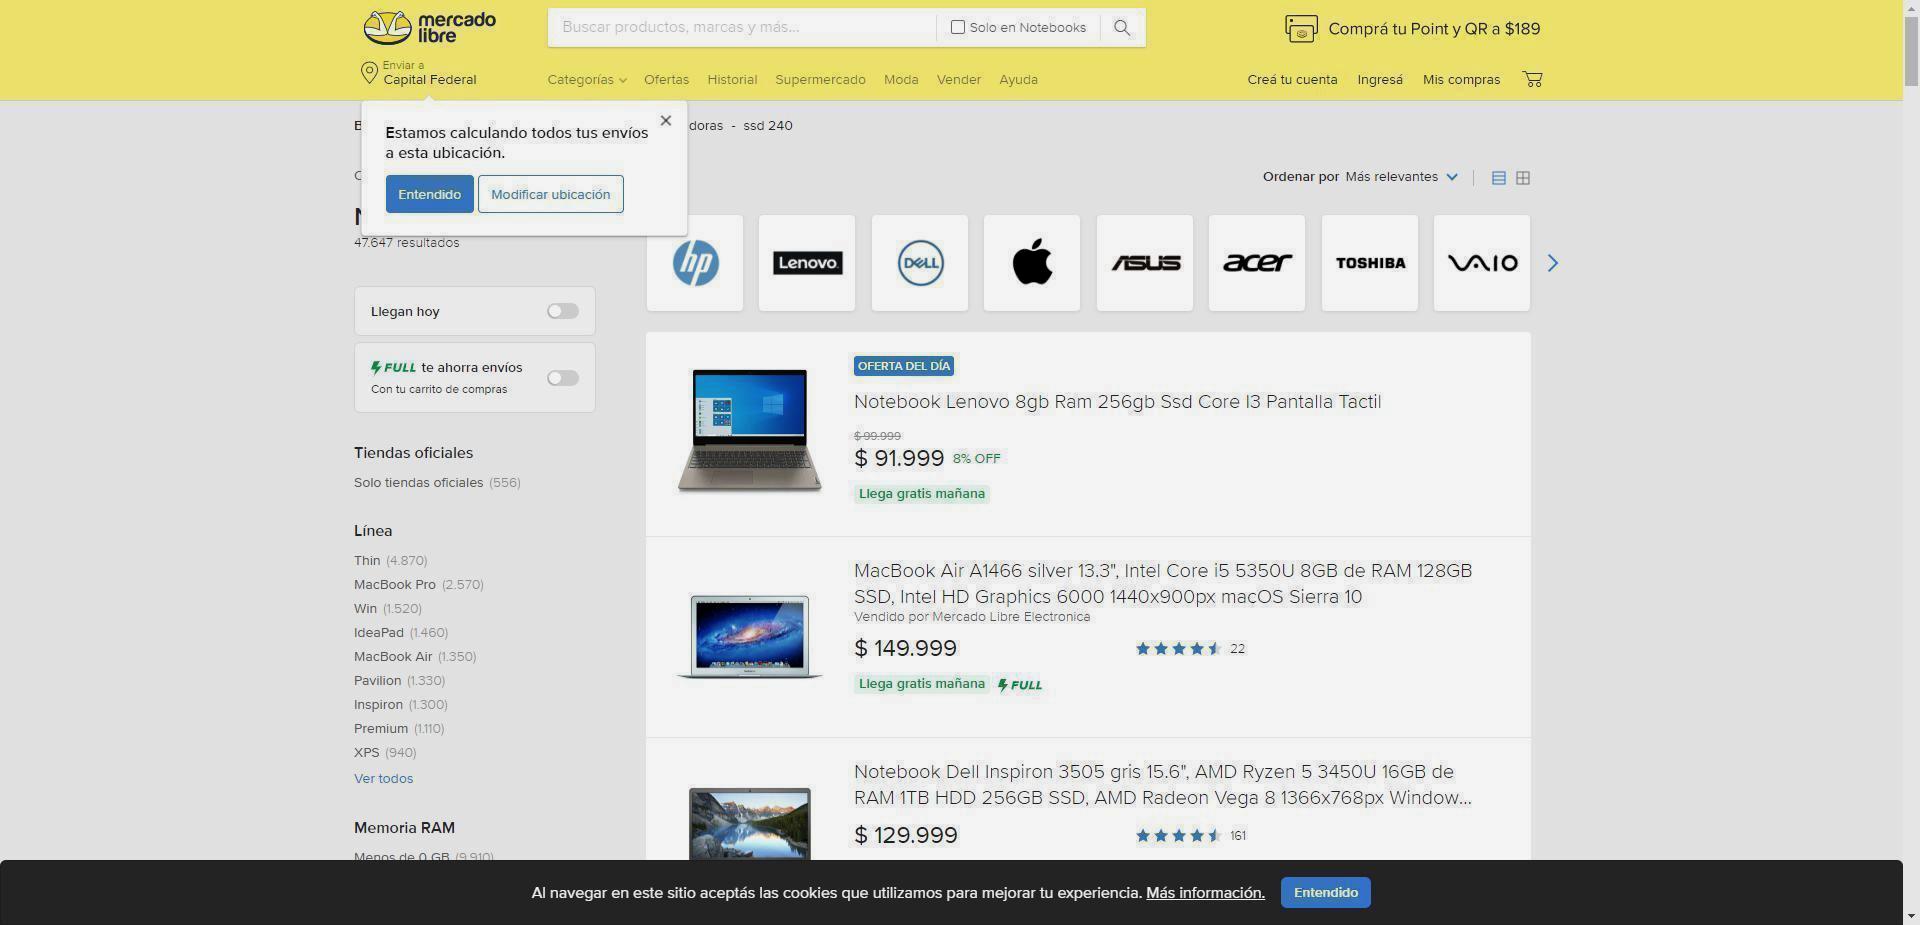 mercado
libre
Buscar productos, marcas y más...
Solo en Notebooks
Comprá tu Point y QR a $189
Enviar a
Capital Federal
Categorías Ofertas Historial Supermercado Moda Vender Ayuda
Creá tu cuenta Ingresá Mis compras
Estamos calculando todos tus envíos
a esta ubicación.
Entendido Modificar ubicación
doras - ssd 240
Ordenar por Más relevantes
47.647 resultados
hp Lenovo DELL ASUS acer TOSHIBA VAIO
Llegan hoy
FULL te ahorra envíos
Con tu carrito de compras
Tiendas oficiales
Solo tiendas oficiales (556)
Línea
Thin (4.870)
MacBook Pro (2.570)
Win (1.520)
IdeaPad (1.460)
MacBook Air (1.350)
Pavilion (1.330)
Inspiron (1.300)
Premium (1.110)
XPS (940)
Ver todos
Memoria RAM
Menos de 0 GB (9.910)
OFERTA DEL DÍA
Notebook Lenovo 8gb Ram 256gb Ssd Core I3 Pantalla Tactil
$ 99.999
$ 91.999 8% OFF
Llega gratis mañana
MacBook Air A1466 silver 13.3", Intel Core i5 5350U 8GB de RAM 128GB
SSD, Intel HD Graphics 6000 1440x900px macOS Sierra 10
Vendido por Mercado Libre Electronica
$ 149.999 22
Llega gratis mañana FULL
Notebook Dell Inspiron 3505 gris 15.6", AMD Ryzen 5 3450U 16GB de
RAM 1TB HDD 256GB SSD, AMD Radeon Vega 8 1366x768px Window...
$ 129.999 161
Al navegar en este sitio aceptás las cookies que utilizamos para mejorar tu experiencia. Más información. Entendido